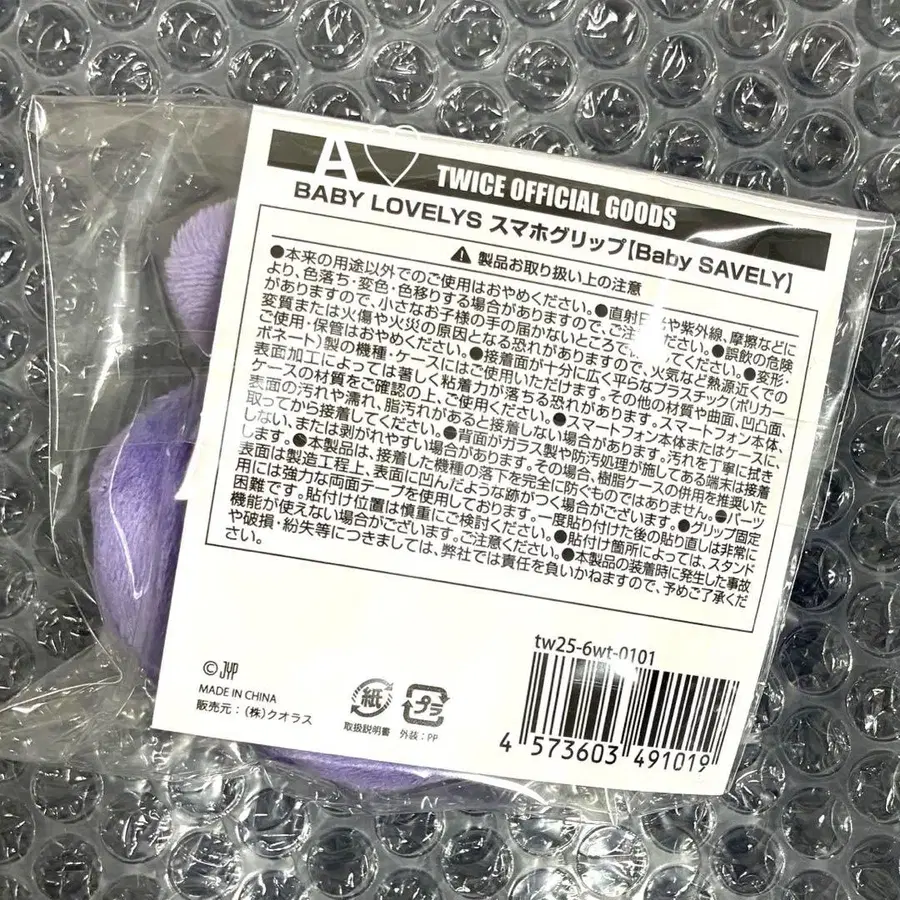 A♡
TWICE OFFICIAL GOODS
BABY LOVELYS スマホグリップ【Baby SAVELY】
⚠ 製品お取り扱い上の注意
●本来の用途以外でのご使用はおやめください。●直射日光や紫外線、摩擦などに
より、色落ち・変色・色移りする場合がありますので、ご注意ください。●誤飲の危険
がありますので、小さなお子様の手の届かないところで保管してください。●変形・
変質または火傷や火災の原因となる恐れがありますので、火気など熱源近くでの
ご使用・保管はおやめください。●接着面が十分に広く平らなプラスチック(ポリカー
ボネート)製の機種・ケースにはご使用いただけます。その他の材質や曲面、凹凸面、
表面加工によっては著しく粘着力が落ちる恐れがあります。スマートフォン本体、
ケースの材質をご確認の上、ご使用ください。●スマートフォン本体またはケースに、
表面の汚れや濡れ、脂汚れがあると接着しない場合があります。汚れを丁寧に拭き
取ってから接着してください。●背面がガラス製や防汚処理が施してある端末は接着
しない、または剥がれやすい場合があります。その場合、樹脂ケースの併用を推奨いた
します。●本製品は、接着した機種の落下を完全に防ぐものではありません。●パーツ
表面は製造工程上、表面に凹んだような跡がつく場合がございます。●グリップ固定
用には強力な両面テープを使用しております。一度貼り付けた後の貼り直しは非常に
困難です。貼付け位置は慎重にご検討ください。●貼付け箇所によっては、スタンド
機能が使えない場合がございます。ご注意ください。●本製品の装着時に発生した事故
や破損・紛失等につきましては、弊社では責任を負いかねますので、予めご了承くだ
さい。
©JYP
MADE IN CHINA
販売元：(株)クオラス
紙
取扱説明書
プラ
外装：PP
tw25-6wt-0101
4 573603 491019